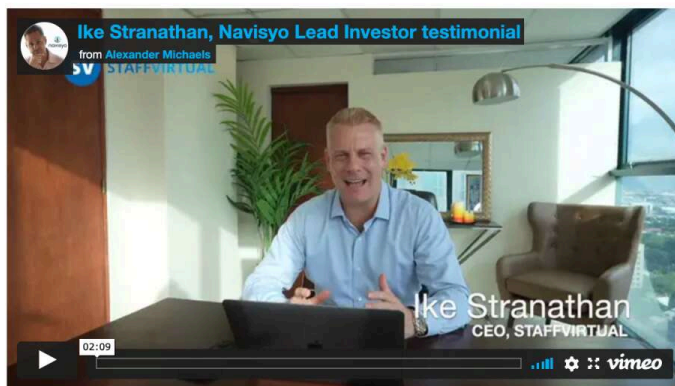 Ike Stranathan, Navisyo Lead Investor testimonial
from Alexander Michaels
navisyo
SV STAFFVIRTUAL
Ike Stranathan
CEO, STAFFVIRTUAL
02:09
vimeo